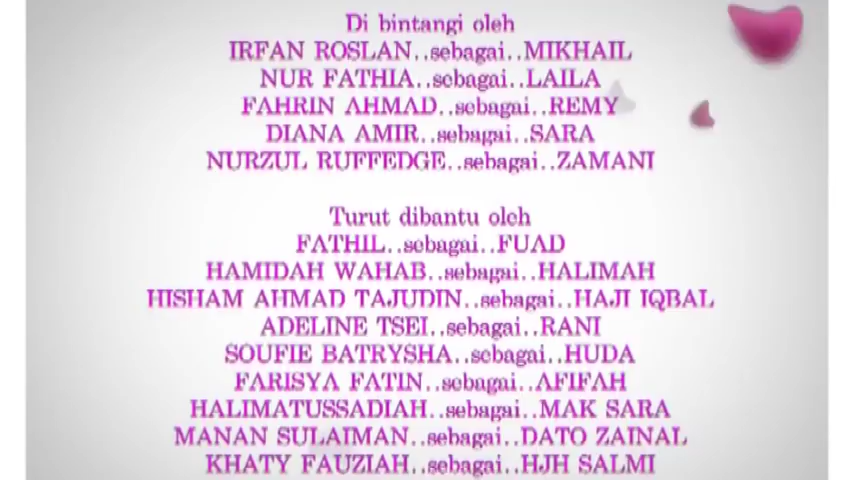 Di bintangi oleh
IRFAN ROSLAN..sebagai..MIKHAIL
NUR FATHIA..sebagai..LAILA
FAHRIN AHMAD..sebagai..REMY
DIANA AMIR..sebagai..SARA
NURZUL RUFFEDGE..sebagai..ZAMANI
Turut dibantu oleh
FATHIL..sebagai..FUAD
HAMIDAH WAHAB..sebagai..HALIMAH
HISHAM AHMAD TAJUDIN..sebagai..HAJI IQBAL
ADELINE TSEI..sebagai..RANI
SOUFIE BATRYSHA..sebagai..HUDA
FARISYA FATIN..sebagai..AFIFAH
HALIMATUSSADIAH..sebagai..MAK SARA
MANAN SULAIMAN..sebagai..DATO ZAINAL
KHATY FAUZIAH..sebagai..HJH SALMI